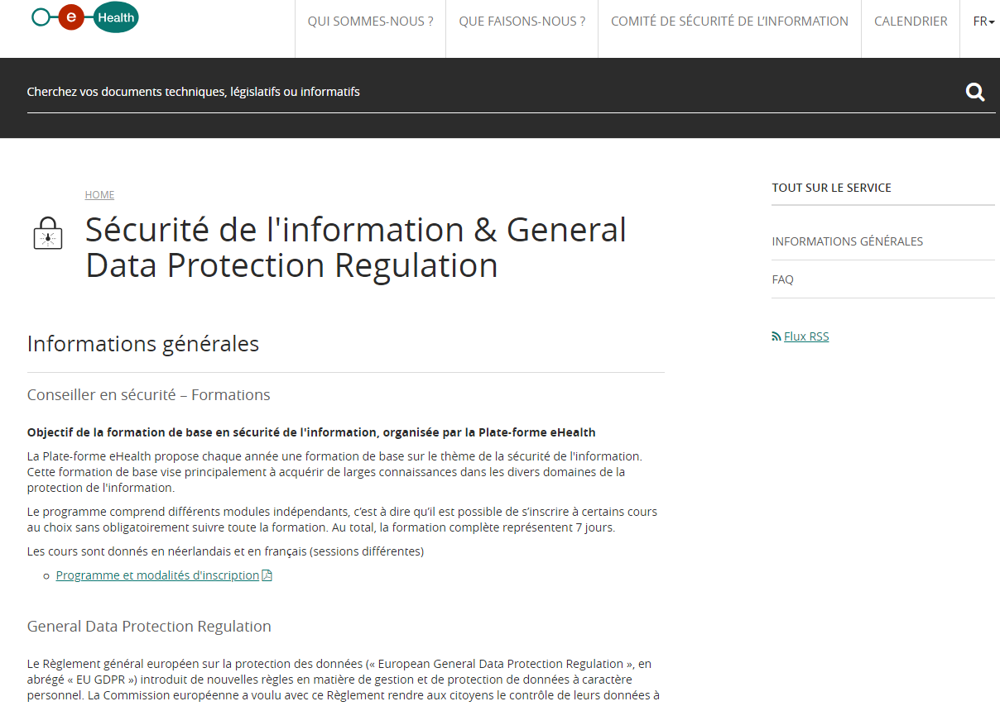 e Health
QUI SOMMES-NOUS ?
QUE FAISONS-NOUS ?
COMITÉ DE SÉCURITÉ DE L’INFORMATION
CALENDRIER
FR
Cherchez vos documents techniques, législatifs ou informatifs
HOME
Sécurité de l'information & General
Data Protection Regulation
Informations générales
Conseiller en sécurité – Formations
Objectif de la formation de base en sécurité de l'information, organisée par la Plate-forme eHealth
La Plate-forme eHealth propose chaque année une formation de base sur le thème de la sécurité de l'information.
Cette formation de base vise principalement à acquérir de larges connaissances dans les divers domaines de la
protection de l'information.
Le programme comprend différents modules indépendants, c’est à dire qu’il est possible de s’inscrire à certains cours
au choix sans obligatoirement suivre toute la formation. Au total, la formation complète représentent 7 jours.
Les cours sont donnés en néerlandais et en français (sessions différentes)
Programme et modalités d'inscription
General Data Protection Regulation
Le Règlement général européen sur la protection des données (« European General Data Protection Regulation », en
abrégé « EU GDPR ») introduit de nouvelles règles en matière de gestion et de protection de données à caractère
personnel. La Commission européenne a voulu avec ce Règlement rendre aux citoyens le contrôle de leurs données à
TOUT SUR LE SERVICE
INFORMATIONS GÉNÉRALES
FAQ
Flux RSS